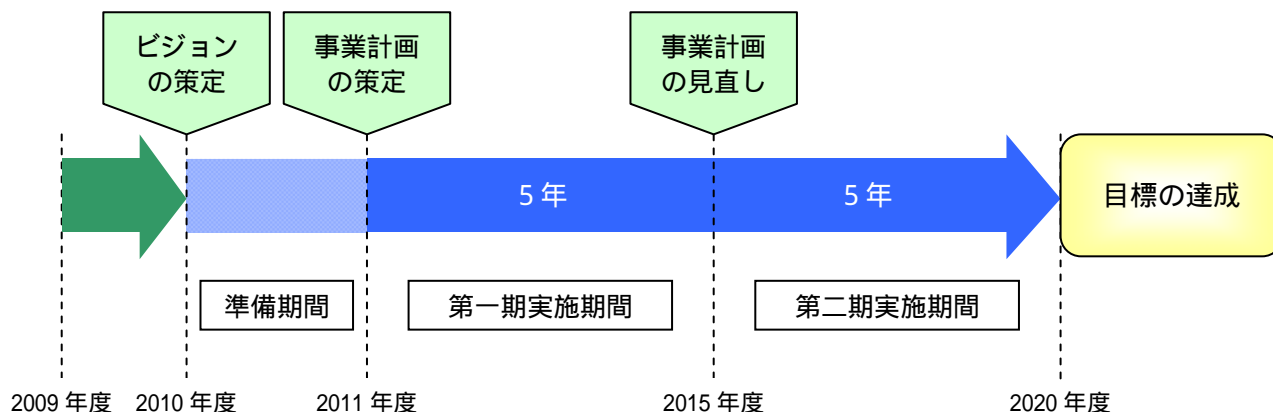 ビジョン
の策定
事業計画
の策定
事業計画
の見直し
5 年
5 年
目標の達成
準備期間
第一期実施期間
第二期実施期間
2009 年度
2010 年度
2011 年度
2015 年度
2020 年度